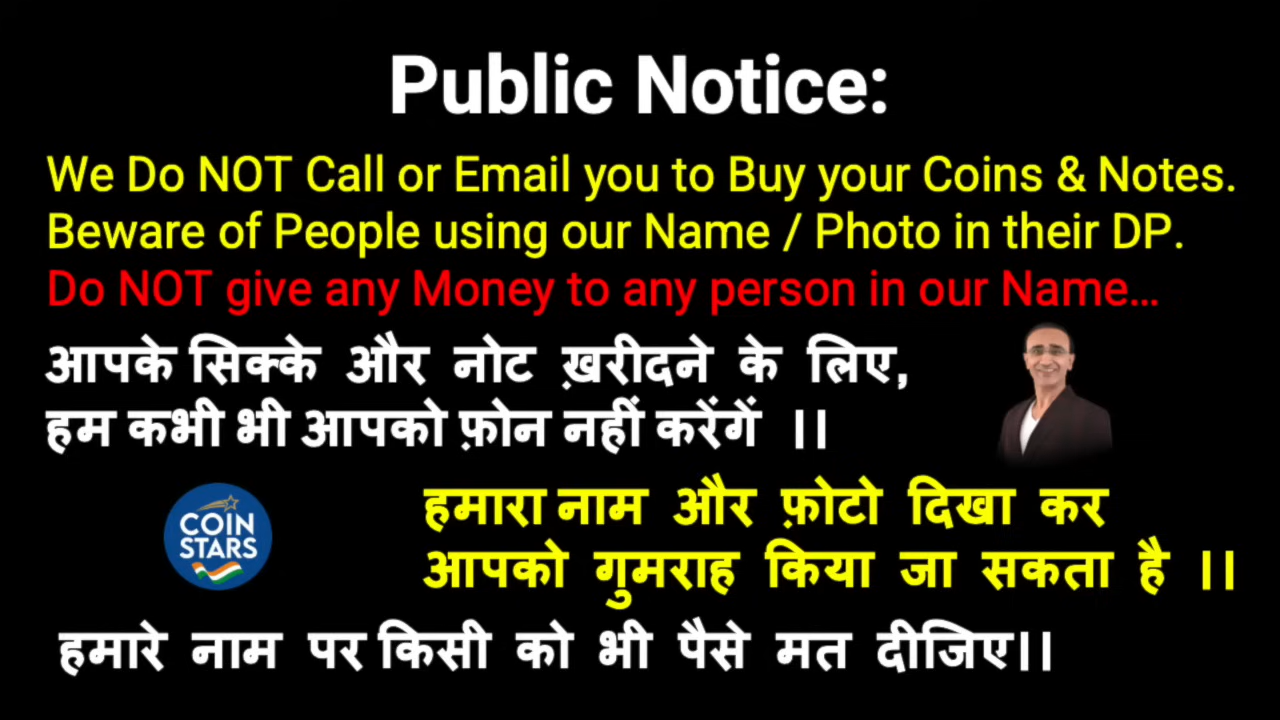 Public Notice:
We Do NOT Call or Email you to Buy your Coins & Notes.
Beware of People using our Name / Photo in their DP.
Do NOT give any Money to any person in our Name...
आपके सिक्के और नोट ख़रीदने के लिए,
हम कभी भी आपको फ़ोन नहीं करेंगें ।।
COIN
STARS
हमारा नाम और फ़ोटो दिखा कर
आपको गुमराह किया जा सकता है ।।
हमारे नाम पर किसी को भी पैसे मत दीजिए।।